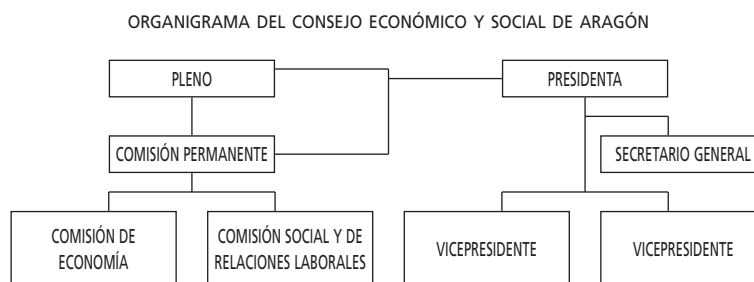 ORGANIGRAMA DEL CONSEJO ECONÓMICO Y SOCIAL DE ARAGÓN
PLENO
PRESIDENTA
COMISIÓN PERMANENTE
SECRETARIO GENERAL
COMISIÓN DE
ECONOMÍA
COMISIÓN SOCIAL Y DE
RELACIONES LABORALES
VICEPRESIDENTE
VICEPRESIDENTE